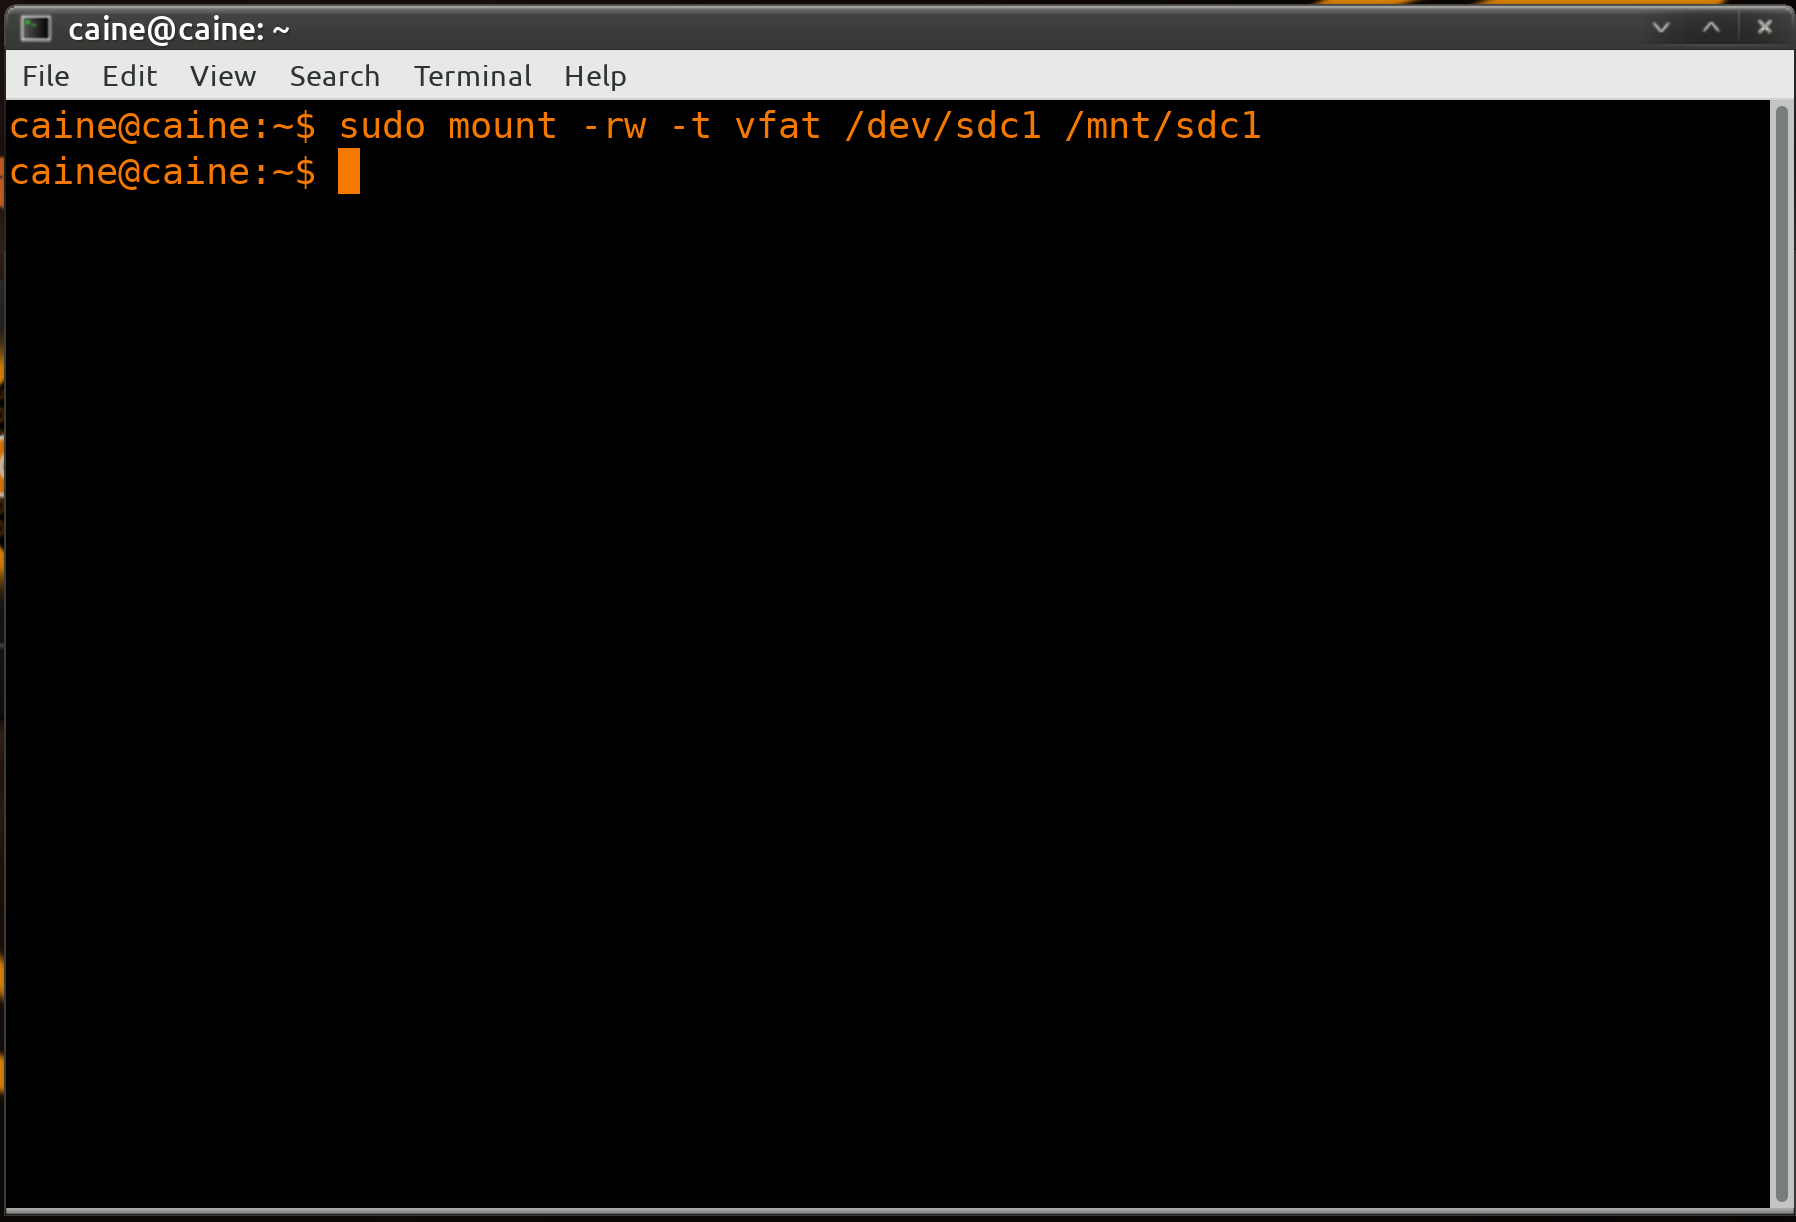 caine@caine: ~
File Edit View Search Terminal Help
caine@caine:~$ sudo mount -rw -t vfat /dev/sdc1 /mnt/sdc1
caine@caine:~$